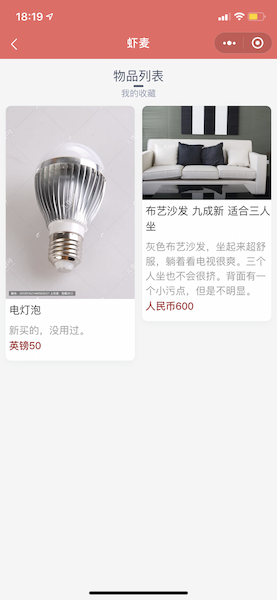 18:19
虾麦
物品列表
我的收藏
电灯泡
新买的，没用过。
英镑50
布艺沙发 九成新 适合三人
坐
灰色布艺沙发，坐起来超舒
服，躺着看电视很爽。三个
人坐也不会很挤。背面有一
个小污点，但是不明显。
人民币600